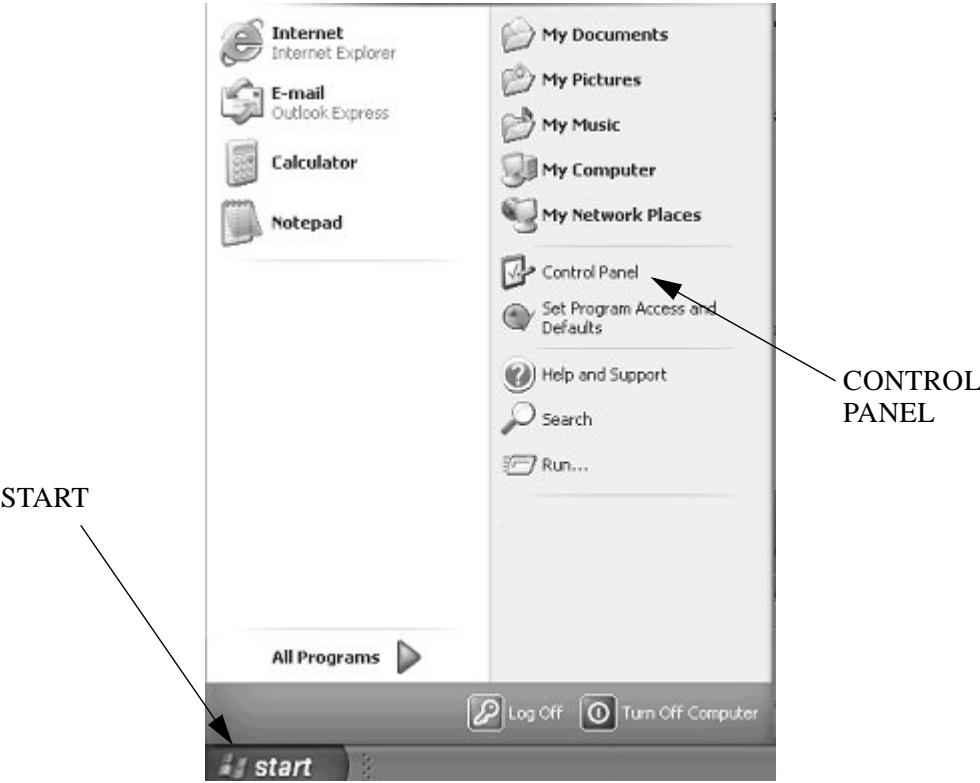 Internet
Internet Explorer
E-mail
Outlook Express
Calculator
Notepad
All Programs
My Documents
My Pictures
My Music
My Computer
My Network Places
Control Panel
Set Program Access and
Defaults
Help and Support
Search
Run...
Log Off
Turn Off Computer
start
START
CONTROL
PANEL